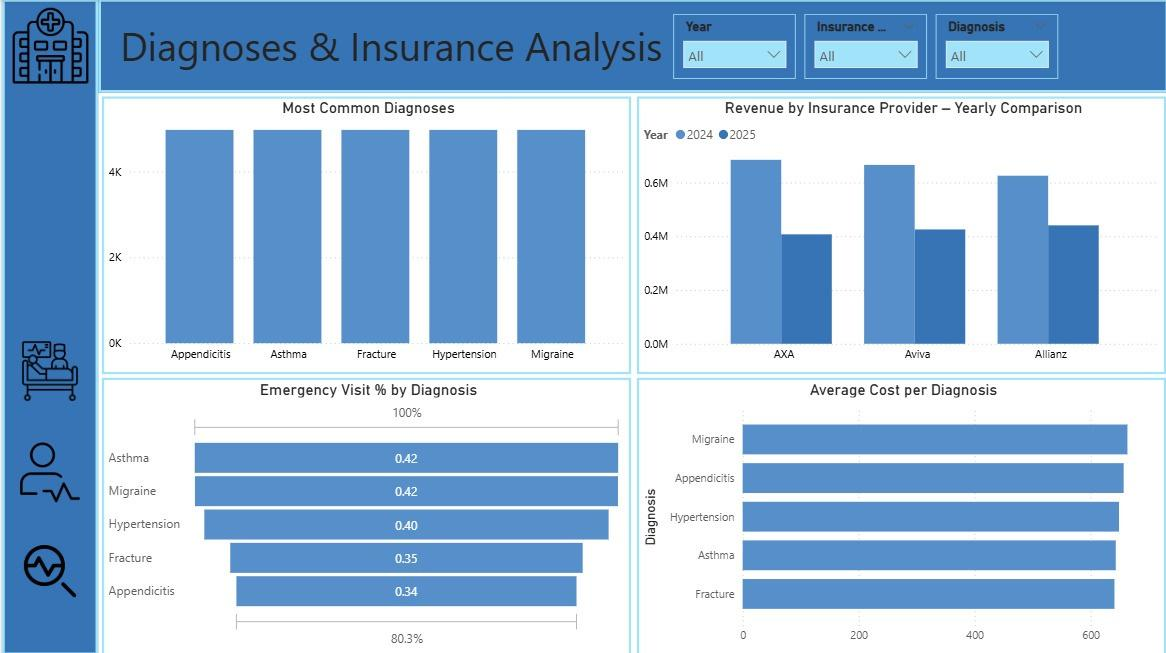 Diagnoses & Insurance Analysis
Year
All
Insurance ...
All
Diagnosis
All
Most Common Diagnoses
4K
2K
0K
Appendicitis Asthma Fracture Hypertension Migraine
Revenue by Insurance Provider – Yearly Comparison
Year 2024 2025
0.6M
0.4M
0.2M
0.0M
AXA Aviva Allianz
Emergency Visit % by Diagnosis
100%
Asthma 0.42
Migraine 0.42
Hypertension 0.40
Fracture 0.35
Appendicitis 0.34
80.3%
Average Cost per Diagnosis
Diagnosis
Migraine
Appendicitis
Hypertension
Asthma
Fracture
0 200 400 600